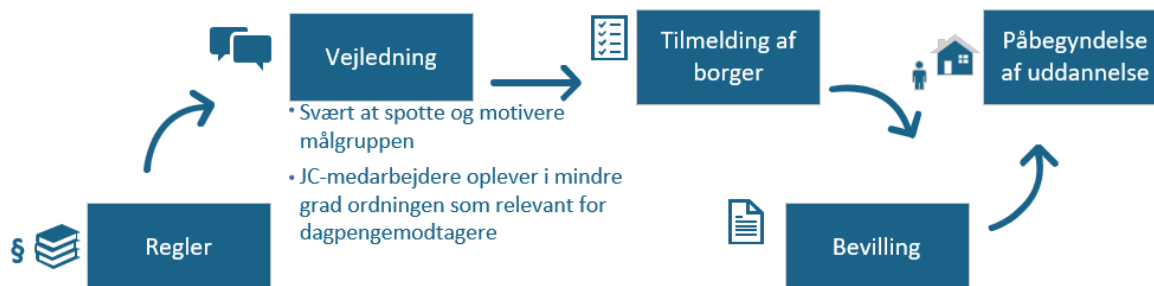 Vejledning
• Svært at spotte og motivere
målgruppen
• JC-medarbejdere oplever i mindre
grad ordningen som relevant for
dagpengemodtagere
Tilmelding af
borger
Påbegyndelse
af uddannelse
§
Regler
Bevilling